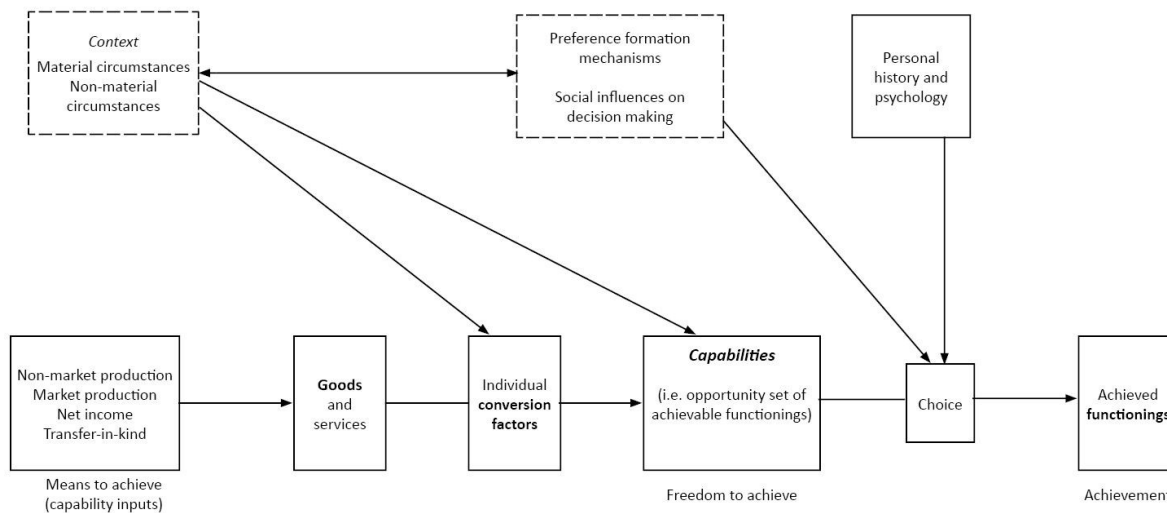 Context
Material circumstances
Non-material
circumstances
Preference formation
mechanisms
Social influences on
decision making
Personal
history and
psychology
Non-market production
Market production
Net income
Transfer-in-kind
Means to achieve
(capability inputs)
Goods
and
services
Individual
conversion
factors
Capabilities
(i.e. opportunity set of
achievable functionings)
Freedom to achieve
Choice
Achieved
functionings
Achievement